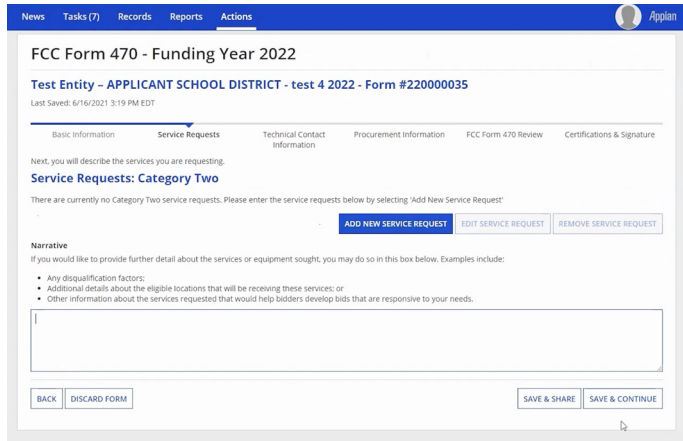 News Tasks (7) Records Reports Actions Appian
FCC Form 470 - Funding Year 2022
Test Entity – APPLICANT SCHOOL DISTRICT - test 4 2022 - Form #220000035
Last Saved: 6/16/2021 3:19 PM EDT
Basic Information Service Requests Technical Contact Information Procurement Information FCC Form 470 Review Certifications & Signature
Next, you will describe the services you are requesting.
Service Requests: Category Two
There are currently no Category Two service requests. Please enter the service requests below by selecting 'Add New Service Request'
ADD NEW SERVICE REQUEST EDIT SERVICE REQUEST REMOVE SERVICE REQUEST
Narrative
If you would like to provide further detail about the services or equipment sought, you may do so in this box below. Examples include:
• Any disqualification factors;
• Additional details about the eligible locations that will be receiving these services; or
• Other information about the services requested that would help bidders develop bids that are responsive to your needs.
BACK DISCARD FORM SAVE & SHARE SAVE & CONTINUE